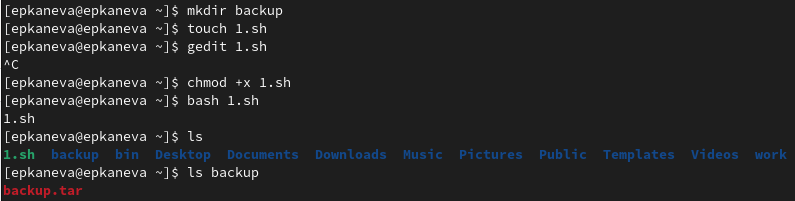 [epkaneva@epkaneva ~]$ mkdir backup
[epkaneva@epkaneva ~]$ touch 1.sh
[epkaneva@epkaneva ~]$ gedit 1.sh
^C
[epkaneva@epkaneva ~]$ chmod +x 1.sh
[epkaneva@epkaneva ~]$ bash 1.sh
1.sh
[epkaneva@epkaneva ~]$ ls
1.sh  backup  bin  Desktop  Documents  Downloads  Music  Pictures  Public  Templates  Videos  work
[epkaneva@epkaneva ~]$ ls backup
backup.tar